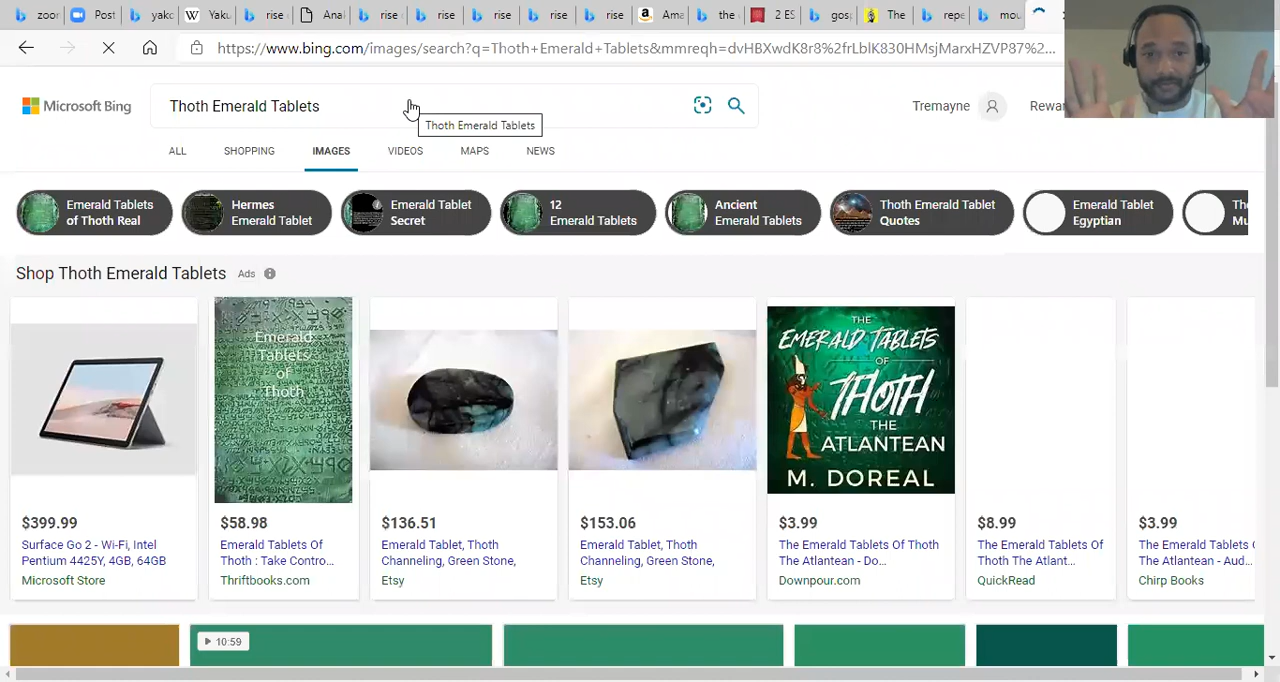 zoor
Post
yako
W Yaku
rise
Anal
rise
rise
rise
rise
rise
a Ama
the
2 ES
gosp
The
repe
mou
https://www.bing.com/images/search?q=Thoth+Emerald+Tablets&mmreqh=dvHBXwdK8r8%2frLblK830HMsjMarxHZVP87%2...
Microsoft Bing
Thoth Emerald Tablets
Thoth Emerald Tablets
Tremayne
Rewar
ALL
SHOPPING
IMAGES
VIDEOS
MAPS
NEWS
Emerald Tablets
of Thoth Real
Hermes
Emerald Tablet
Emerald Tablet
Secret
12
Emerald Tablets
Ancient
Emerald Tablets
Thoth Emerald Tablet
Quotes
Emerald Tablet
Egyptian
Tho
Mu
Shop Thoth Emerald Tablets Ads
Emerald
Tablets
of
Thoth
THE
EMERALD TABLETS
OF
THOTH
THE
ATLANTEAN
M. DOREAL
$399.99
Surface Go 2 - Wi-Fi, Intel
Pentium 4425Y, 4GB, 64GB
Microsoft Store
$58.98
Emerald Tablets Of
Thoth : Take Contro...
Thriftbooks.com
$136.51
Emerald Tablet, Thoth
Channeling, Green Stone,
Etsy
$153.06
Emerald Tablet, Thoth
Channeling, Green Stone,
Etsy
$3.99
The Emerald Tablets Of Thoth
The Atlantean - Do...
Downpour.com
$8.99
The Emerald Tablets Of
Thoth The Atlant...
QuickRead
$3.99
The Emerald Tablets
The Atlantean - Aud...
Chirp Books
10:59